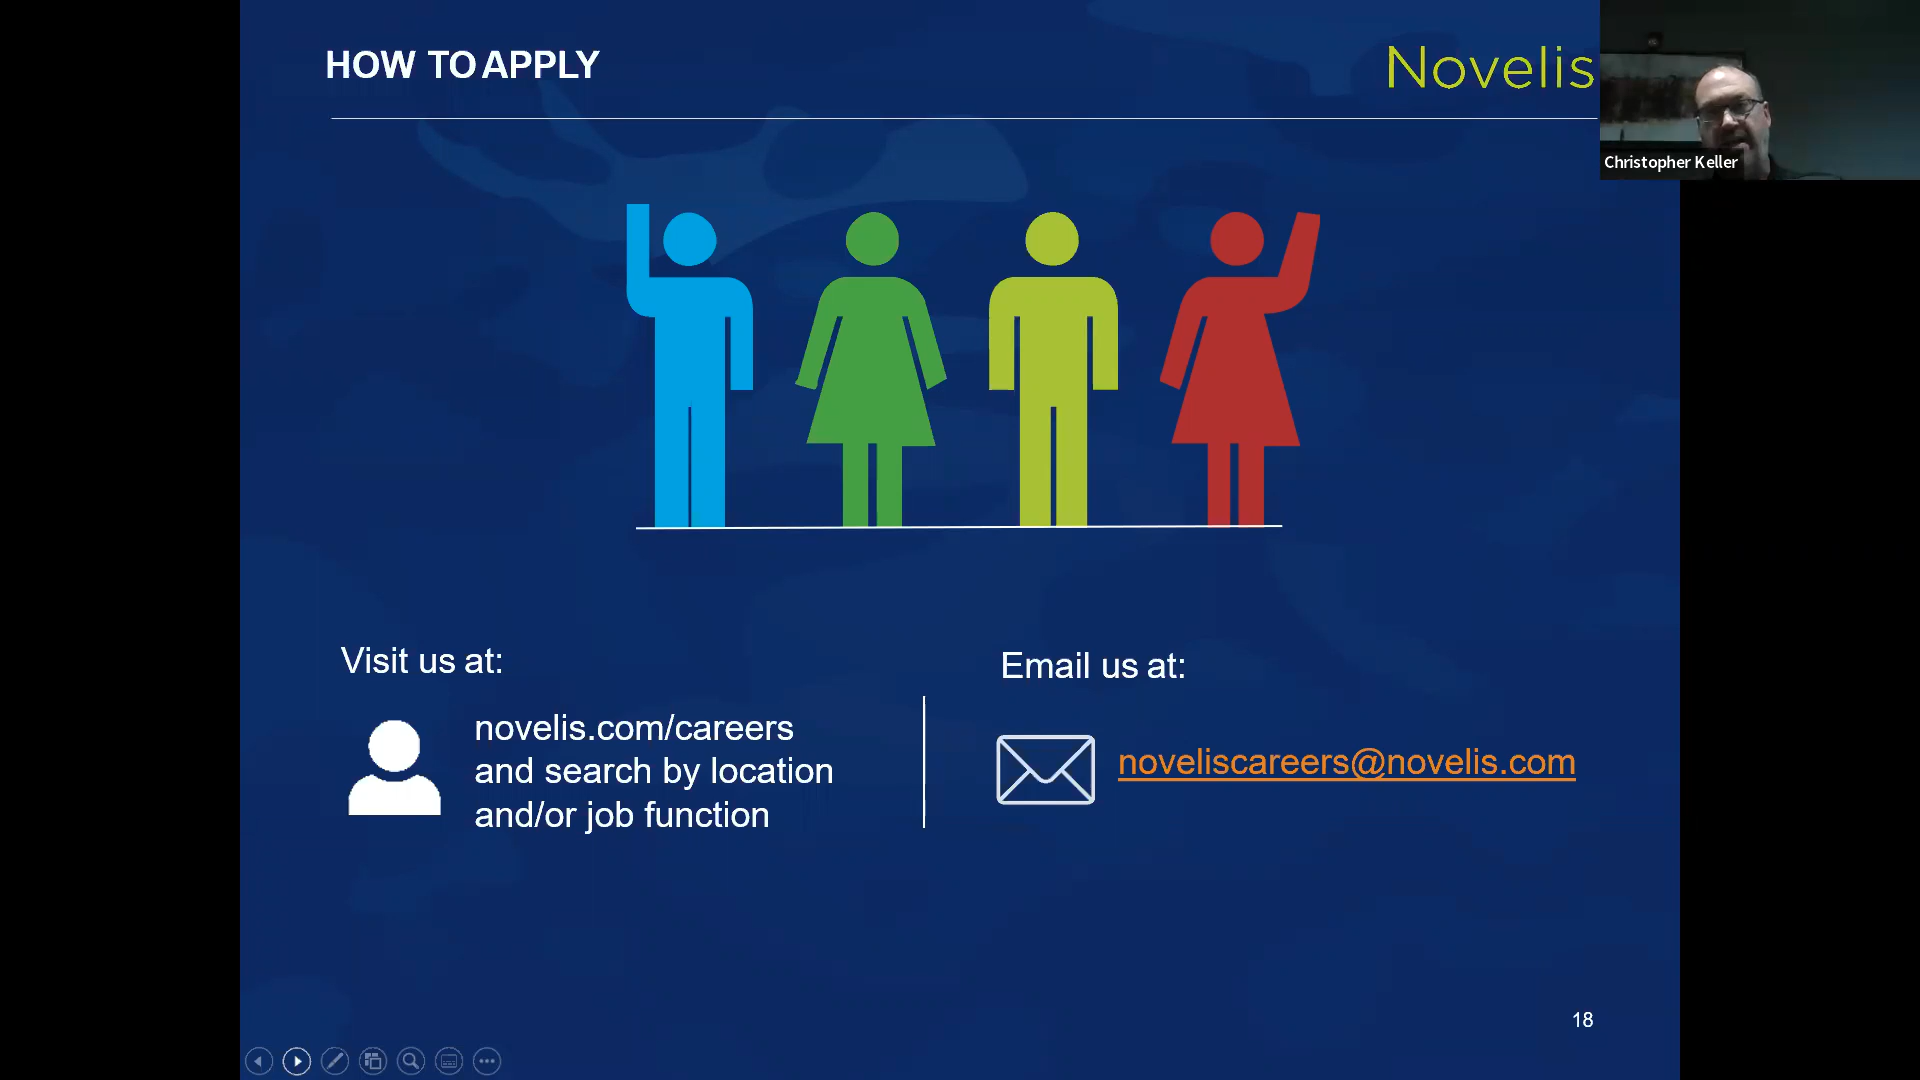 HOW TO APPLY
Novelis
Christopher Keller
Visit us at:
novelis.com/careers
and search by location
and/or job function
Email us at:
noveliscareers@novelis.com
18